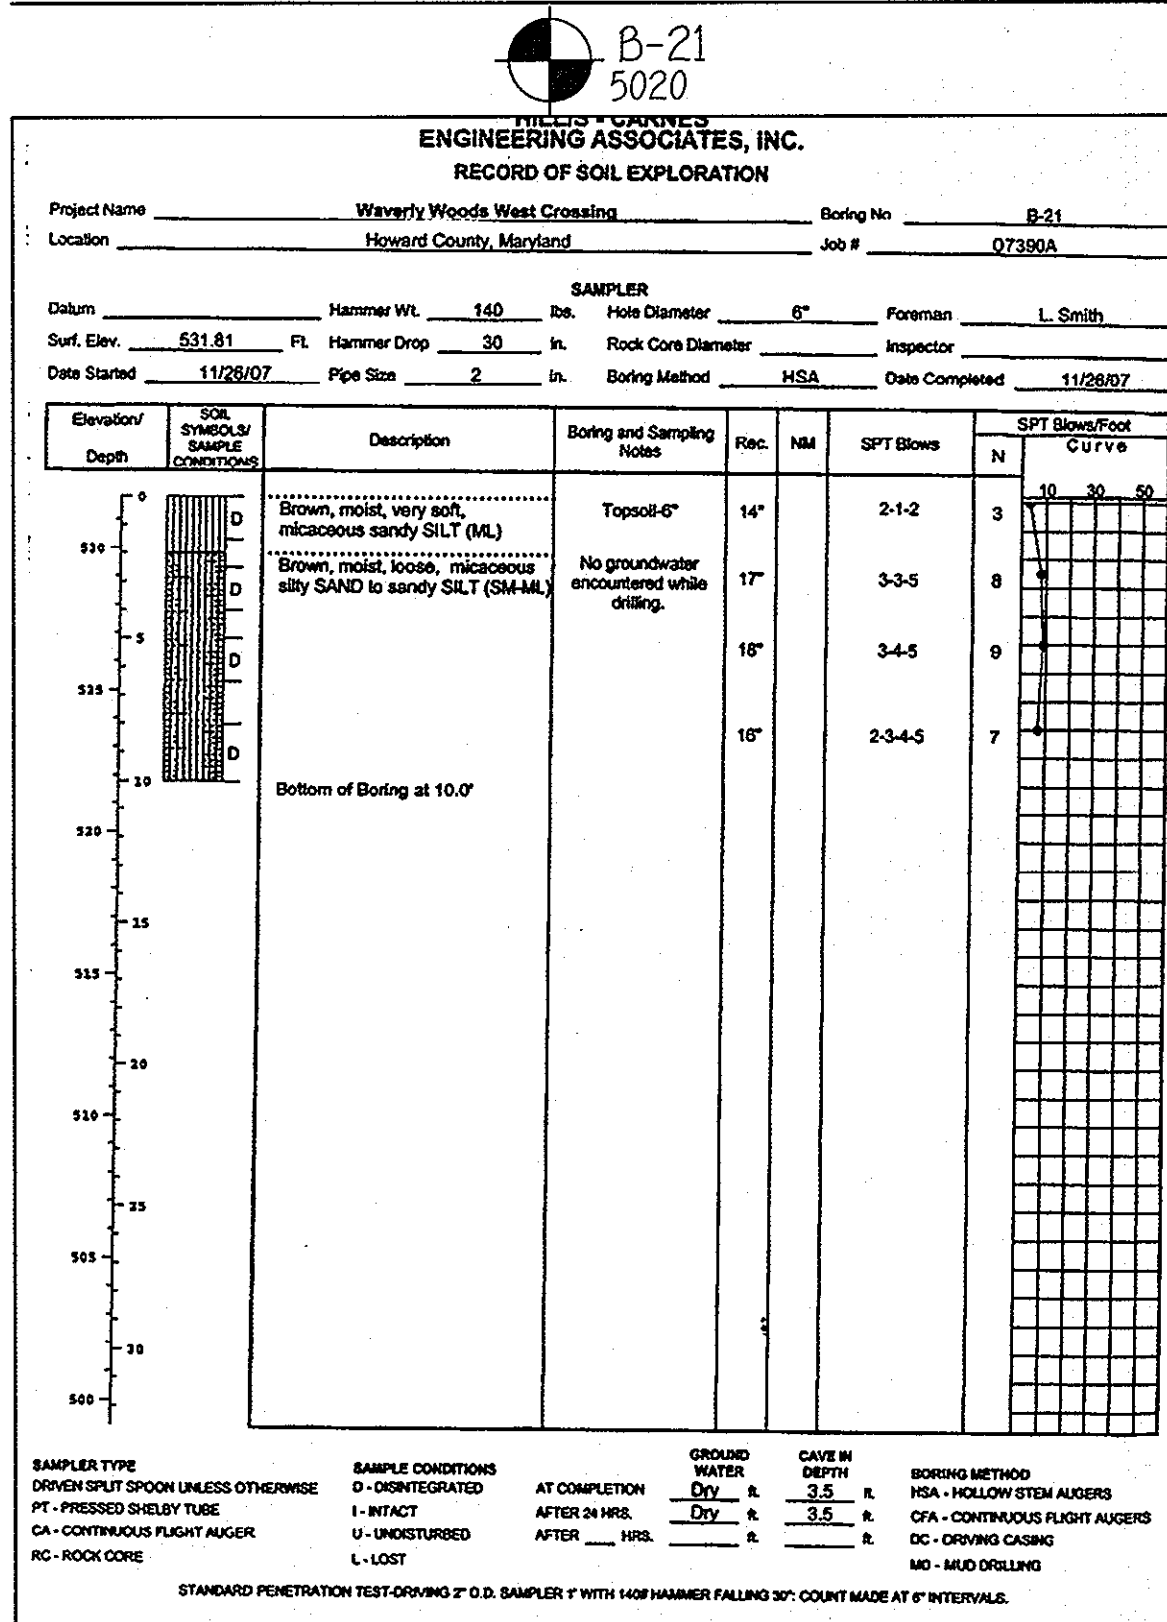 B-21
5020
HILLIS - CARNES
ENGINEERING ASSOCIATES, INC.
RECORD OF SOIL EXPLORATION
Project Name Waverly Woods West Crossing Boring No B-21
Location Howard County, Maryland Job # 07390A
SAMPLER
Datum Hammer Wt. 140 lbs. Hole Diameter 6" Foreman L. Smith
Surf. Elev. 531.81 Ft. Hammer Drop 30 in. Rock Core Diameter Inspector
Date Started 11/26/07 Pipe Size 2 in. Boring Method HSA Date Completed 11/26/07
Elevation/ Depth SOIL SYMBOLS/ SAMPLE CONDITIONS Description Boring and Sampling Notes Rec. NM SPT Blows SPT Blows/Foot N Curve
10 30 50
0 D Brown, moist, very soft, Topsoil-6" 14" 2-1-2 3
micaceous sandy SILT (ML)
530
Brown, moist, loose, micaceous No groundwater
D silty SAND to sandy SILT (SM-ML) encountered while 17" 3-3-5 8
drilling.
5
D 18" 3-4-5 9
525
D 16" 2-3-4-5 7
10 Bottom of Boring at 10.0'
520
15
515
20
510
25
505
30
500
SAMPLER TYPE SAMPLE CONDITIONS GROUND WATER CAVE IN DEPTH BORING METHOD
DRIVEN SPLIT SPOON UNLESS OTHERWISE D - DISINTEGRATED AT COMPLETION Dry ft. 3.5 ft. HSA - HOLLOW STEM AUGERS
PT - PRESSED SHELBY TUBE I - INTACT AFTER 24 HRS. Dry ft. 3.5 ft. CFA - CONTINUOUS FLIGHT AUGERS
CA - CONTINUOUS FLIGHT AUGER U - UNDISTURBED AFTER ___ HRS. ft. ft. DC - DRIVING CASING
RC - ROCK CORE L - LOST MD - MUD DRILLING
STANDARD PENETRATION TEST-DRIVING 2" O.D. SAMPLER 1' WITH 140# HAMMER FALLING 30": COUNT MADE AT 6" INTERVALS.